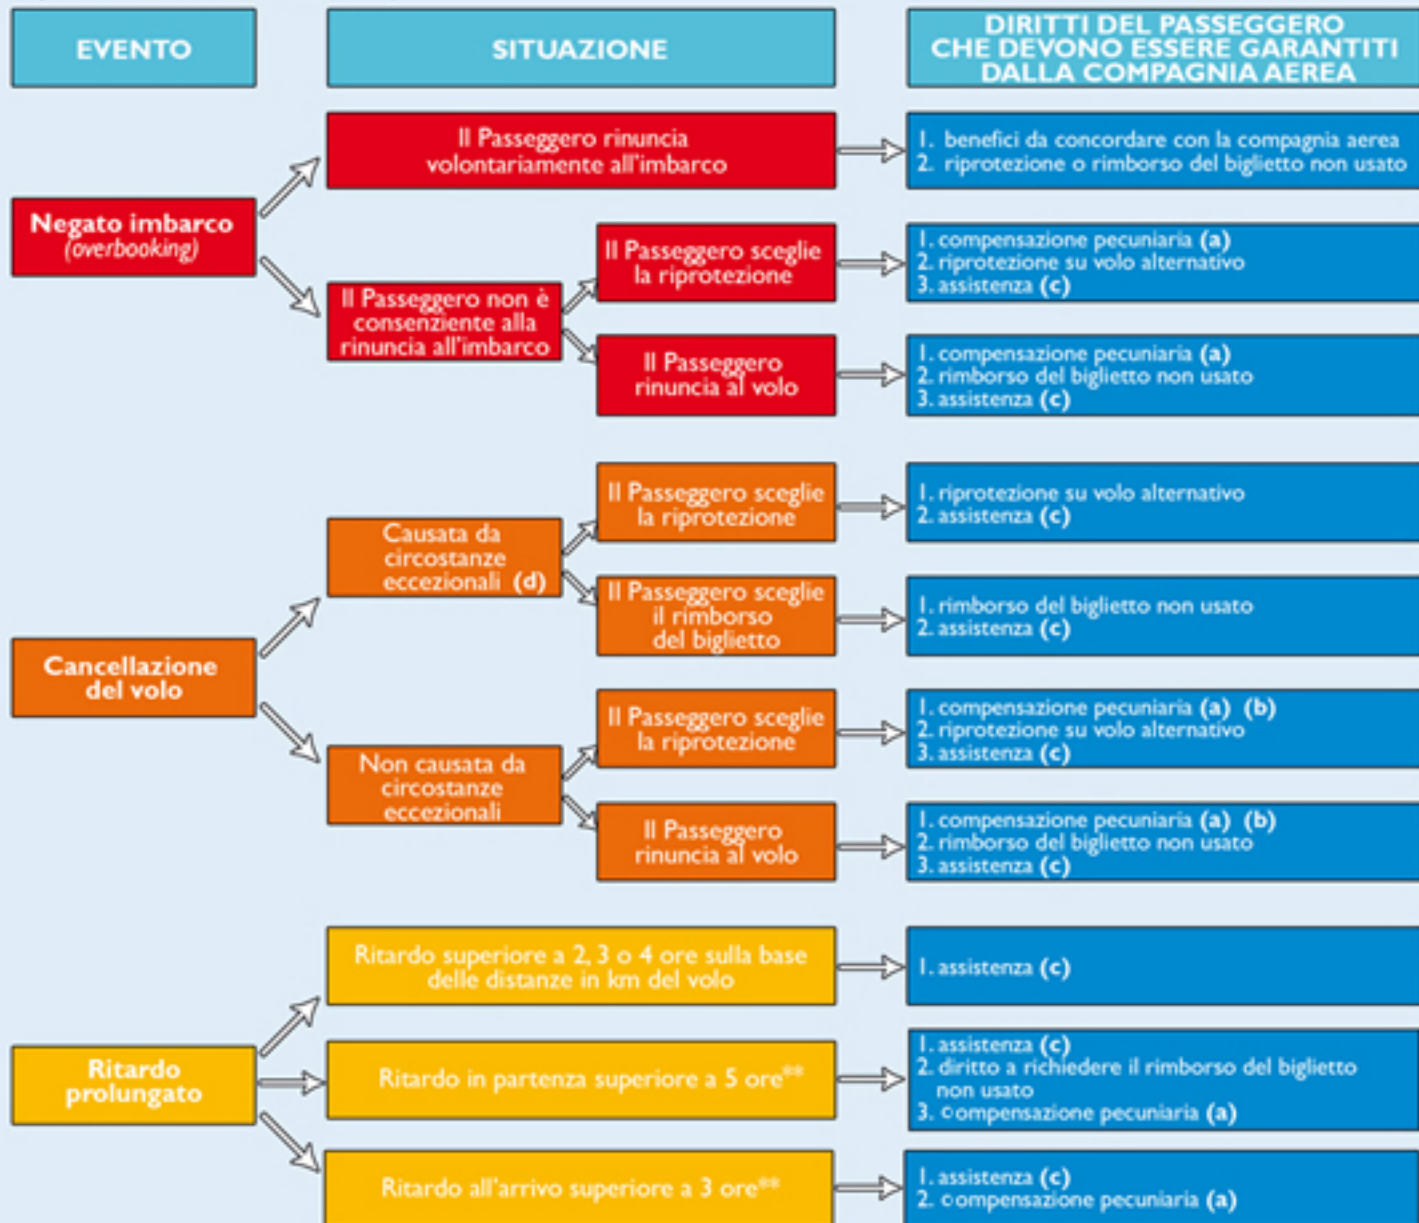 EVENTO
SITUAZIONE
DIRITTI DEL PASSEGGERO
CHE DEVONO ESSERE GARANTITI
DALLA COMPAGNIA AEREA
Negato imbarco
(overbooking)
Il Passeggero rinuncia
volontariamente all'imbarco
1. benefici da concordare con la compagnia aerea
2. riprotezione o rimborso del biglietto non usato
Il Passeggero non è
consenziente alla
rinuncia all'imbarco
Il Passeggero sceglie
la riprotezione
1. compensazione pecuniaria (a)
2. riprotezione su volo alternativo
3. assistenza (c)
Il Passeggero
rinuncia al volo
1. compensazione pecuniaria (a)
2. rimborso del biglietto non usato
3. assistenza (c)
Cancellazione
del volo
Causata da
circostanze
eccezionali (d)
Il Passeggero sceglie
la riprotezione
1. riprotezione su volo alternativo
2. assistenza (c)
Il Passeggero sceglie
il rimborso
del biglietto
1. rimborso del biglietto non usato
2. assistenza (c)
Non causata da
circostanze
eccezionali
Il Passeggero sceglie
la riprotezione
1. compensazione pecuniaria (a) (b)
2. riprotezione su volo alternativo
3. assistenza (c)
Il Passeggero
rinuncia al volo
1. compensazione pecuniaria (a) (b)
2. rimborso del biglietto non usato
3. assistenza (c)
Ritardo
prolungato
Ritardo superiore a 2, 3 o 4 ore sulla base
delle distanze in km del volo
1. assistenza (c)
Ritardo in partenza superiore a 5 ore**
1. assistenza (c)
2. diritto a richiedere il rimborso del biglietto
non usato
3. compensazione pecuniaria (a)
Ritardo all'arrivo superiore a 3 ore**
1. assistenza (c)
2. compensazione pecuniaria (a)